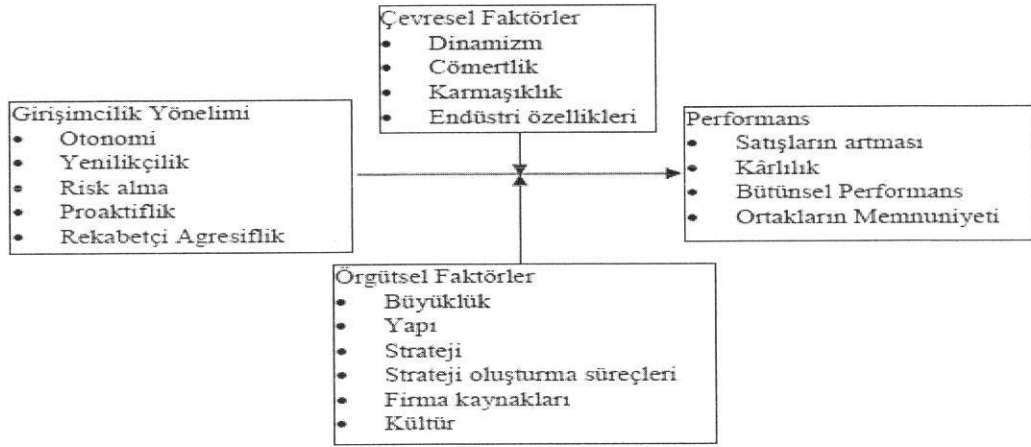 Çevresel Faktörler
• Dinamizm
• Cömertlik
• Karmaşıklık
• Endüstri özellikleri
Girişimcilik Yönelimi
• Otonomi
• Yenilikçilik
• Risk alma
• Proaktiflik
• Rekabetçi Agresiflik
Performans
• Satışların artması
• Kârlılık
• Bütünsel Performans
• Ortakların Memnuniyeti
Örgütsel Faktörler
• Büyüklük
• Yapı
• Strateji
• Strateji oluşturma süreçleri
• Firma kaynakları
• Kültür